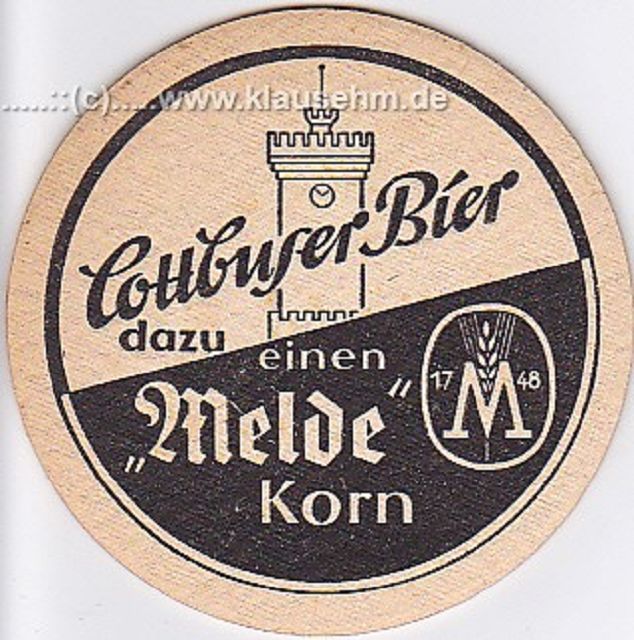 .....::(c).....www.klausehm.de
Cottbuser Bier
dazu einen
„Melde“
Korn
17 M 48